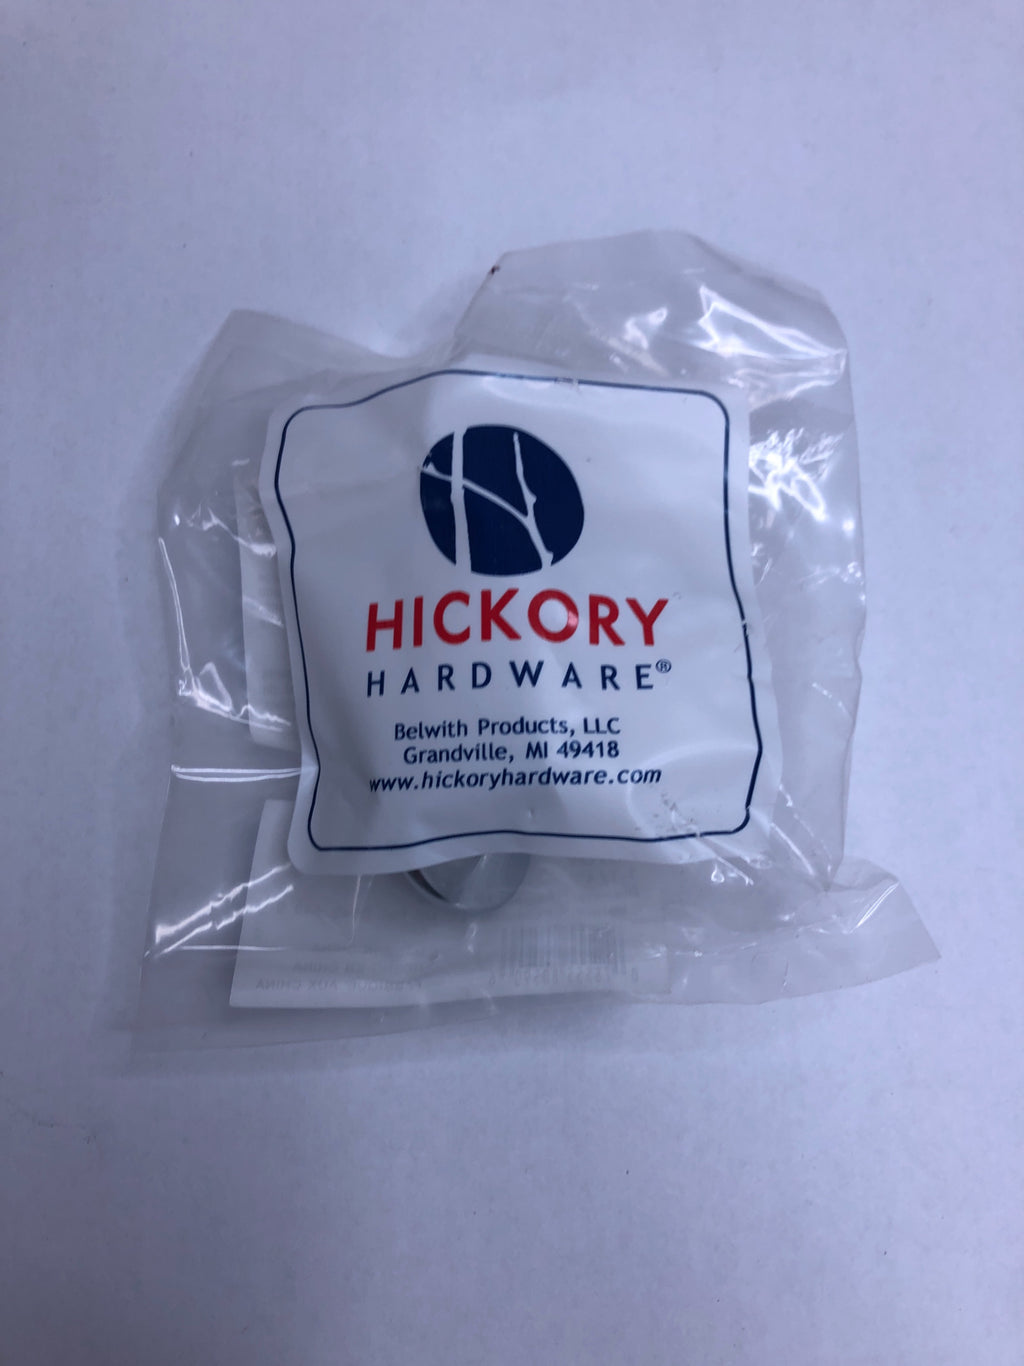 HICKORY
HARDWARE®
Belwith Products, LLC
Grandville, MI 49418
www.hickoryhardware.com